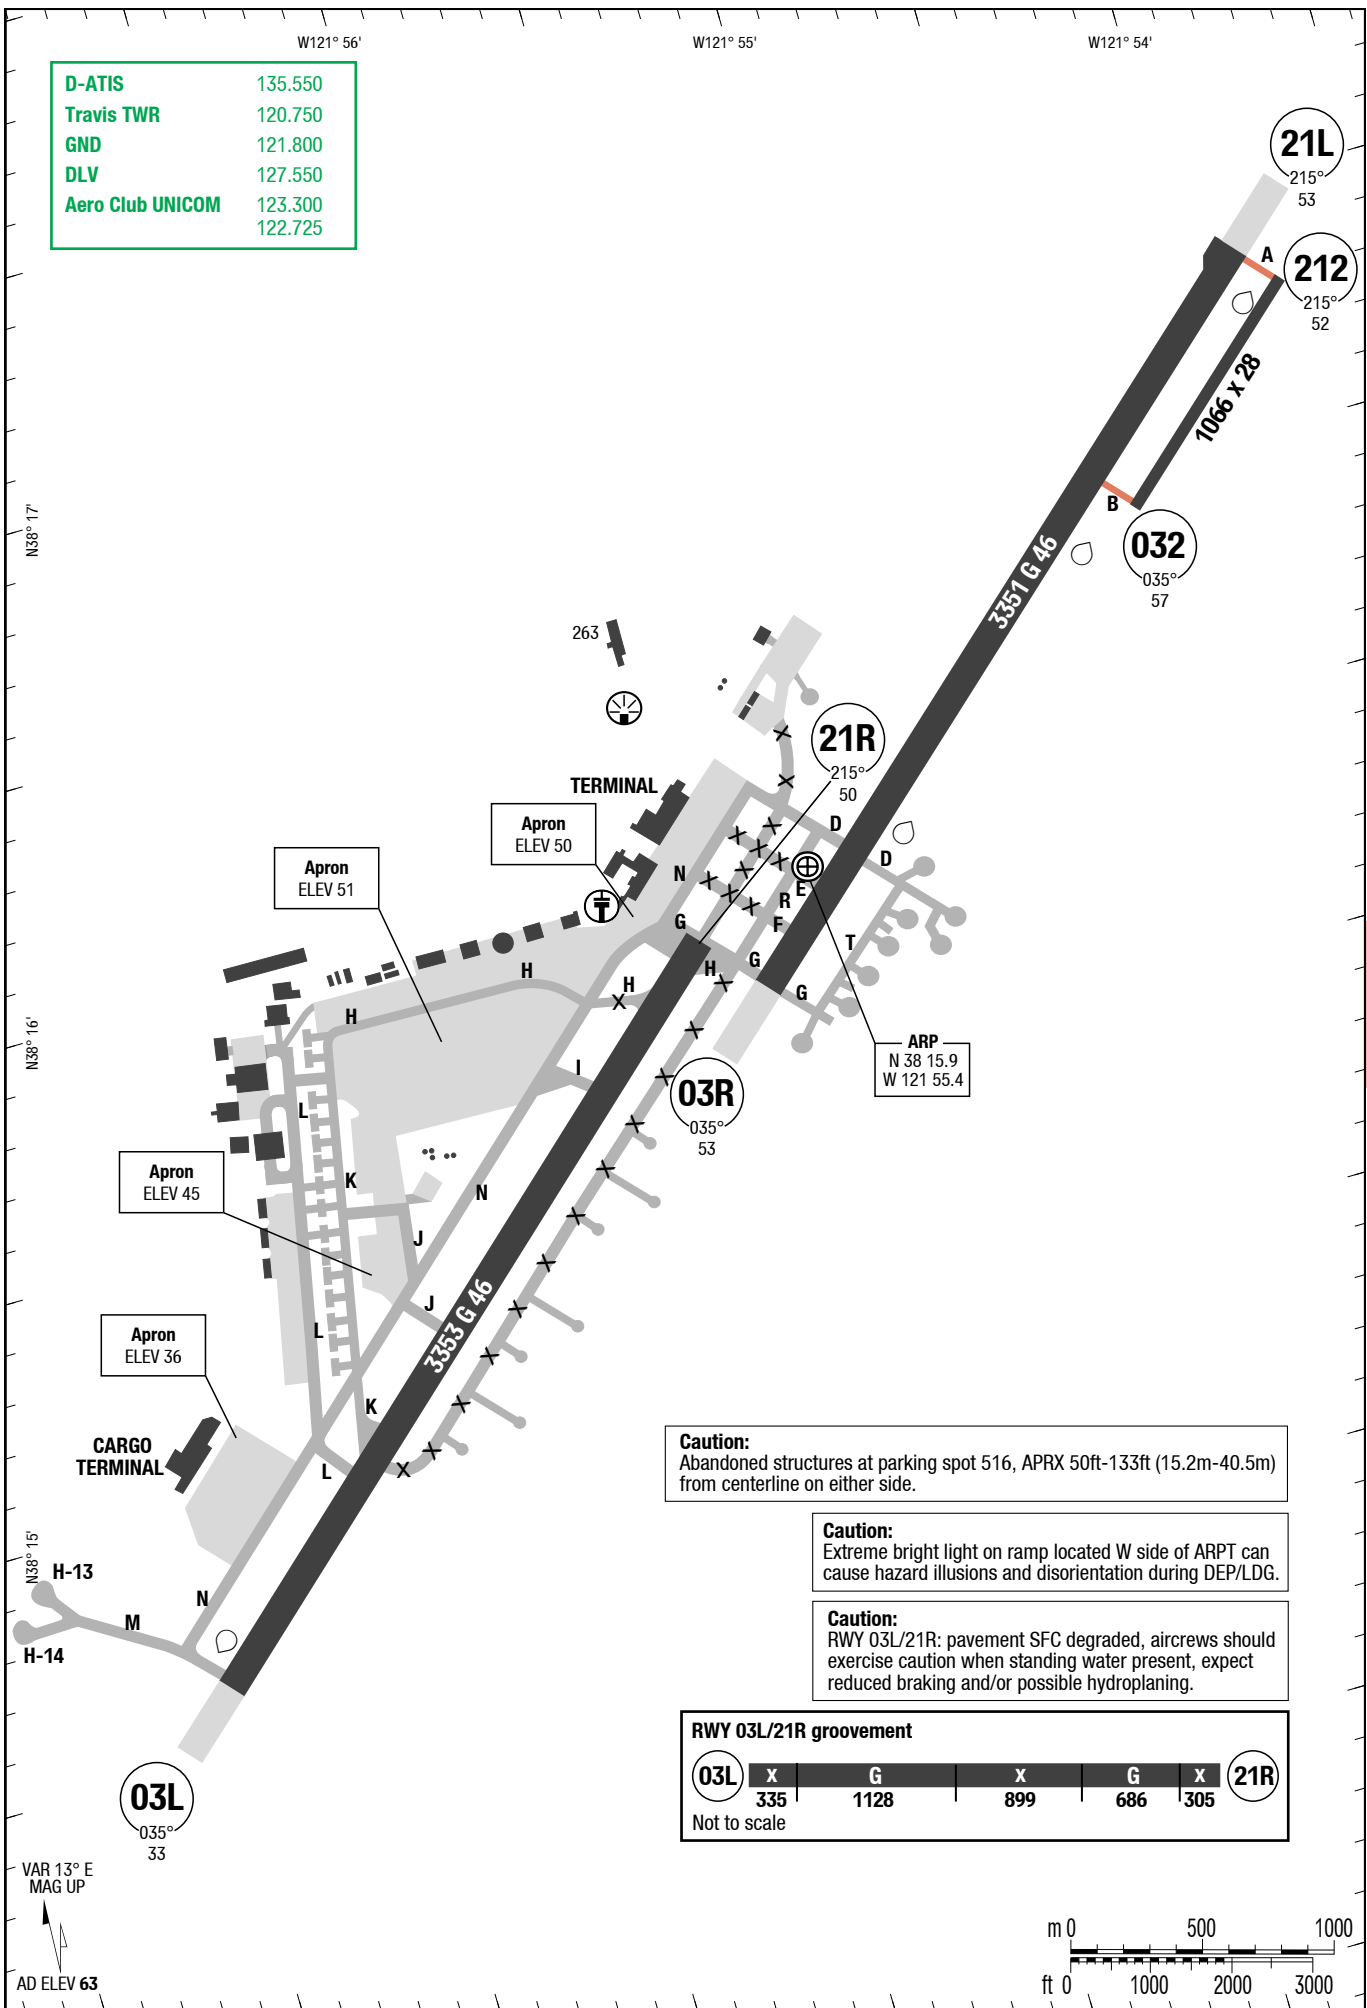 W121° 56'
W121° 55'
W121° 54'
D-ATIS 135.550
Travis TWR 120.750
GND 121.800
DLV 127.550
Aero Club UNICOM 123.300
122.725
21L
215°
53
A
212
215°
52
1066 x 28
B
032
035°
57
N38° 17'
3351 G 46
263
21R
215°
50
TERMINAL
Apron
ELEV 50
Apron
ELEV 51
D
D
N
E
R
F
G
T
H
G
G
H
H
H
X
ARP
N 38 15.9
W 121 55.4
N38° 16'
I
03R
035°
53
L
K
N
Apron
ELEV 45
J
J
L
3353 G 46
Apron
ELEV 36
K
CARGO
TERMINAL
L
X
Caution:
Abandoned structures at parking spot 516, APRX 50ft-133ft (15.2m-40.5m)
from centerline on either side.
Caution:
Extreme bright light on ramp located W side of ARPT can
cause hazard illusions and disorientation during DEP/LDG.
N38° 15'
H-13
N
M
H-14
Caution:
RWY 03L/21R: pavement SFC degraded, aircrews should
exercise caution when standing water present, expect
reduced braking and/or possible hydroplaning.
RWY 03L/21R groovement
03L X G X G X 21R
335 1128 899 686 305
Not to scale
03L
035°
33
VAR 13° E
MAG UP
AD ELEV 63
m 0 500 1000
ft 0 1000 2000 3000